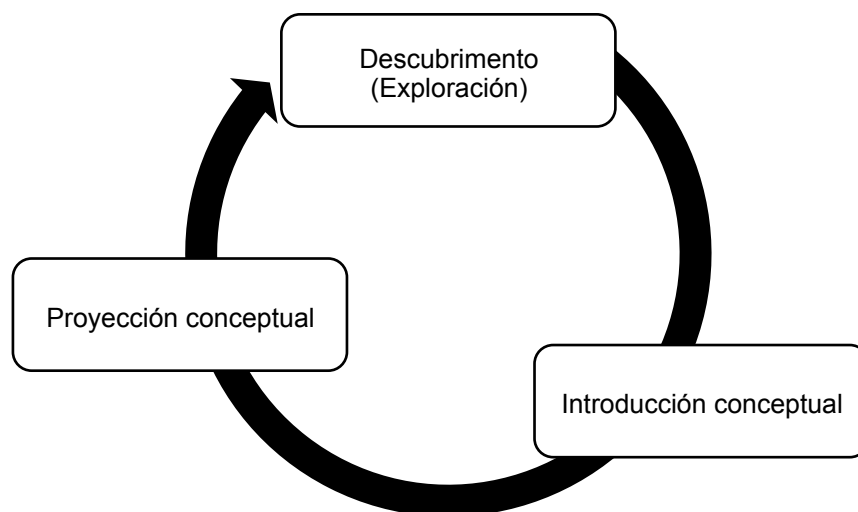 Descubrimento
(Exploración)
Proyección conceptual
Introducción conceptual